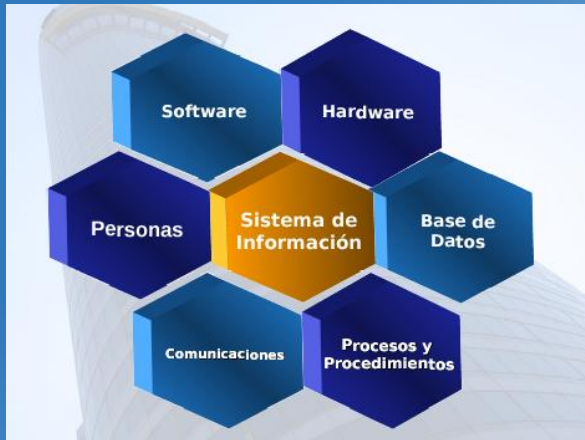 Software
Hardware
Personas
Sistema de
Información
Base de
Datos
Comunicaciones
Procesos y
Procedimientos